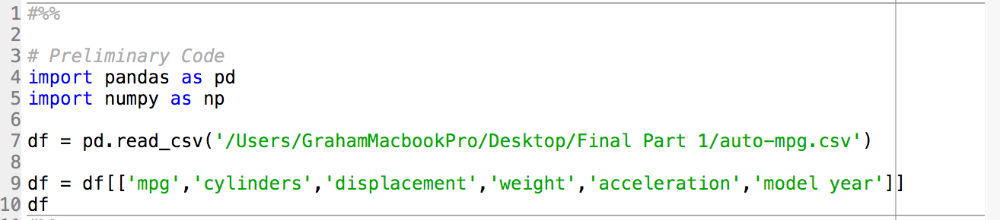 1 #%%
2
3 # Preliminary Code
4 import pandas as pd
5 import numpy as np
6
7 df = pd.read_csv('/Users/GrahamMacbookPro/Desktop/Final Part 1/auto-mpg.csv')
8
9 df = df[['mpg','cylinders','displacement','weight','acceleration','model year']]
10 df